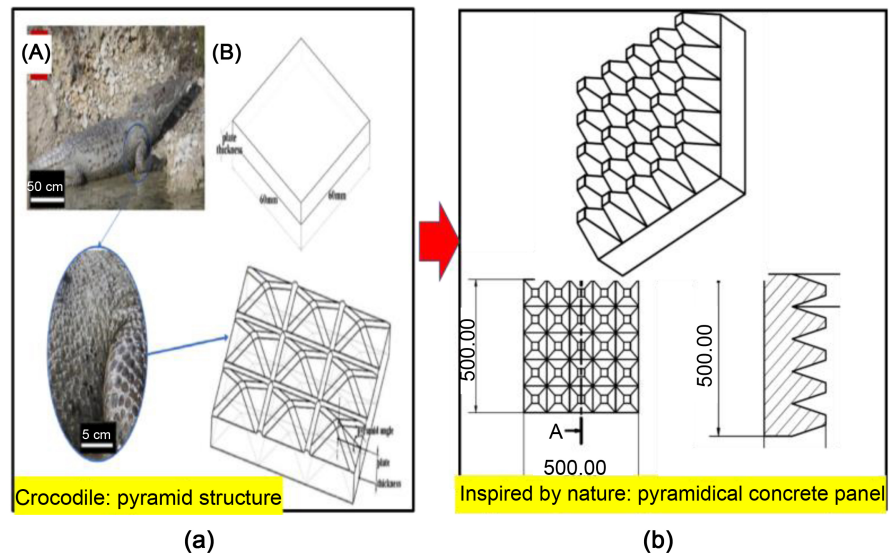 (A)
(B)
50 cm
plate
thickness
60mm
60mm
5 cm
pyramid angle
plate
thickness
Crocodile: pyramid structure
(a)
500.00
A
500.00
500.00
Inspired by nature: pyramidical concrete panel
(b)